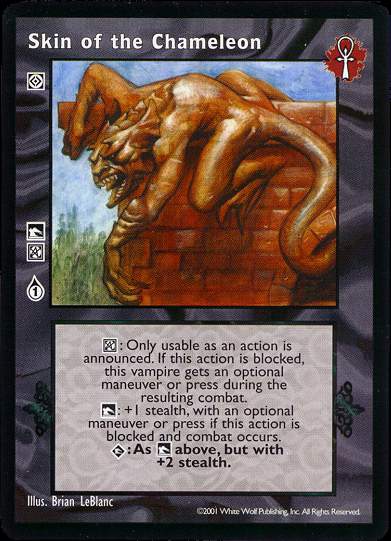 Skin of the Chameleon
1
: Only usable as an action is
announced. If this action is blocked,
this vampire gets an optional
maneuver or press during the
resulting combat.
: +1 stealth, with an optional
maneuver or press if this action is
blocked and combat occurs.
: As above, but with
+2 stealth.
Illus. Brian LeBlanc
©2001 White Wolf Publishing, Inc. All Rights Reserved.